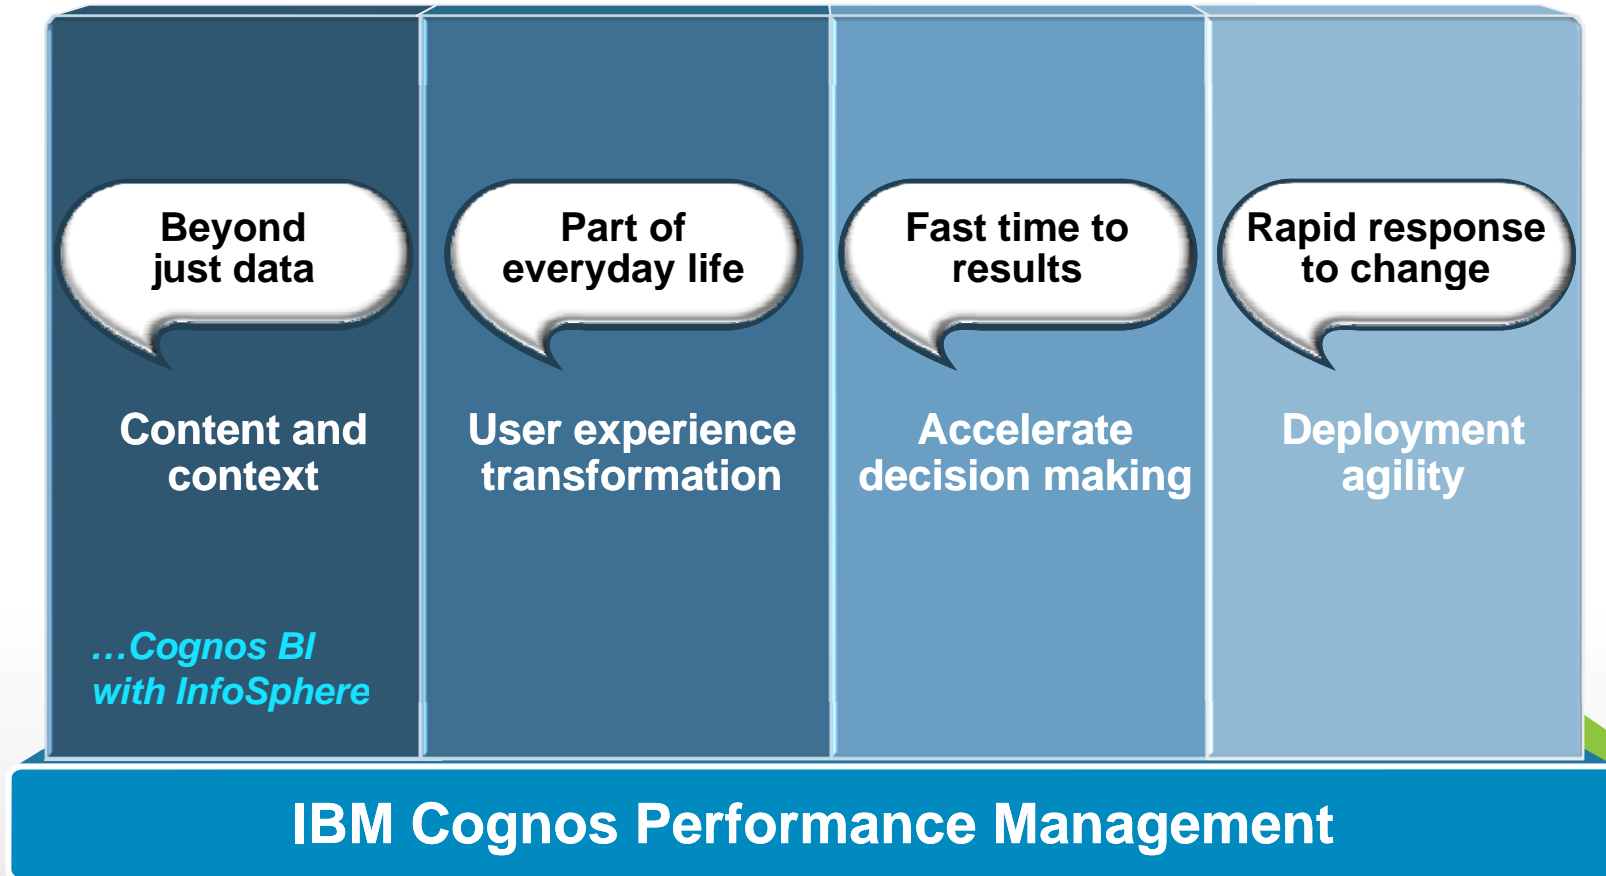 Beyond
just data
Part of
everyday life
Fast time to
results
Rapid response
to change
Content and
context
User experience
transformation
Accelerate
decision making
Deployment
agility
…Cognos BI
with InfoSphere
IBM Cognos Performance Management